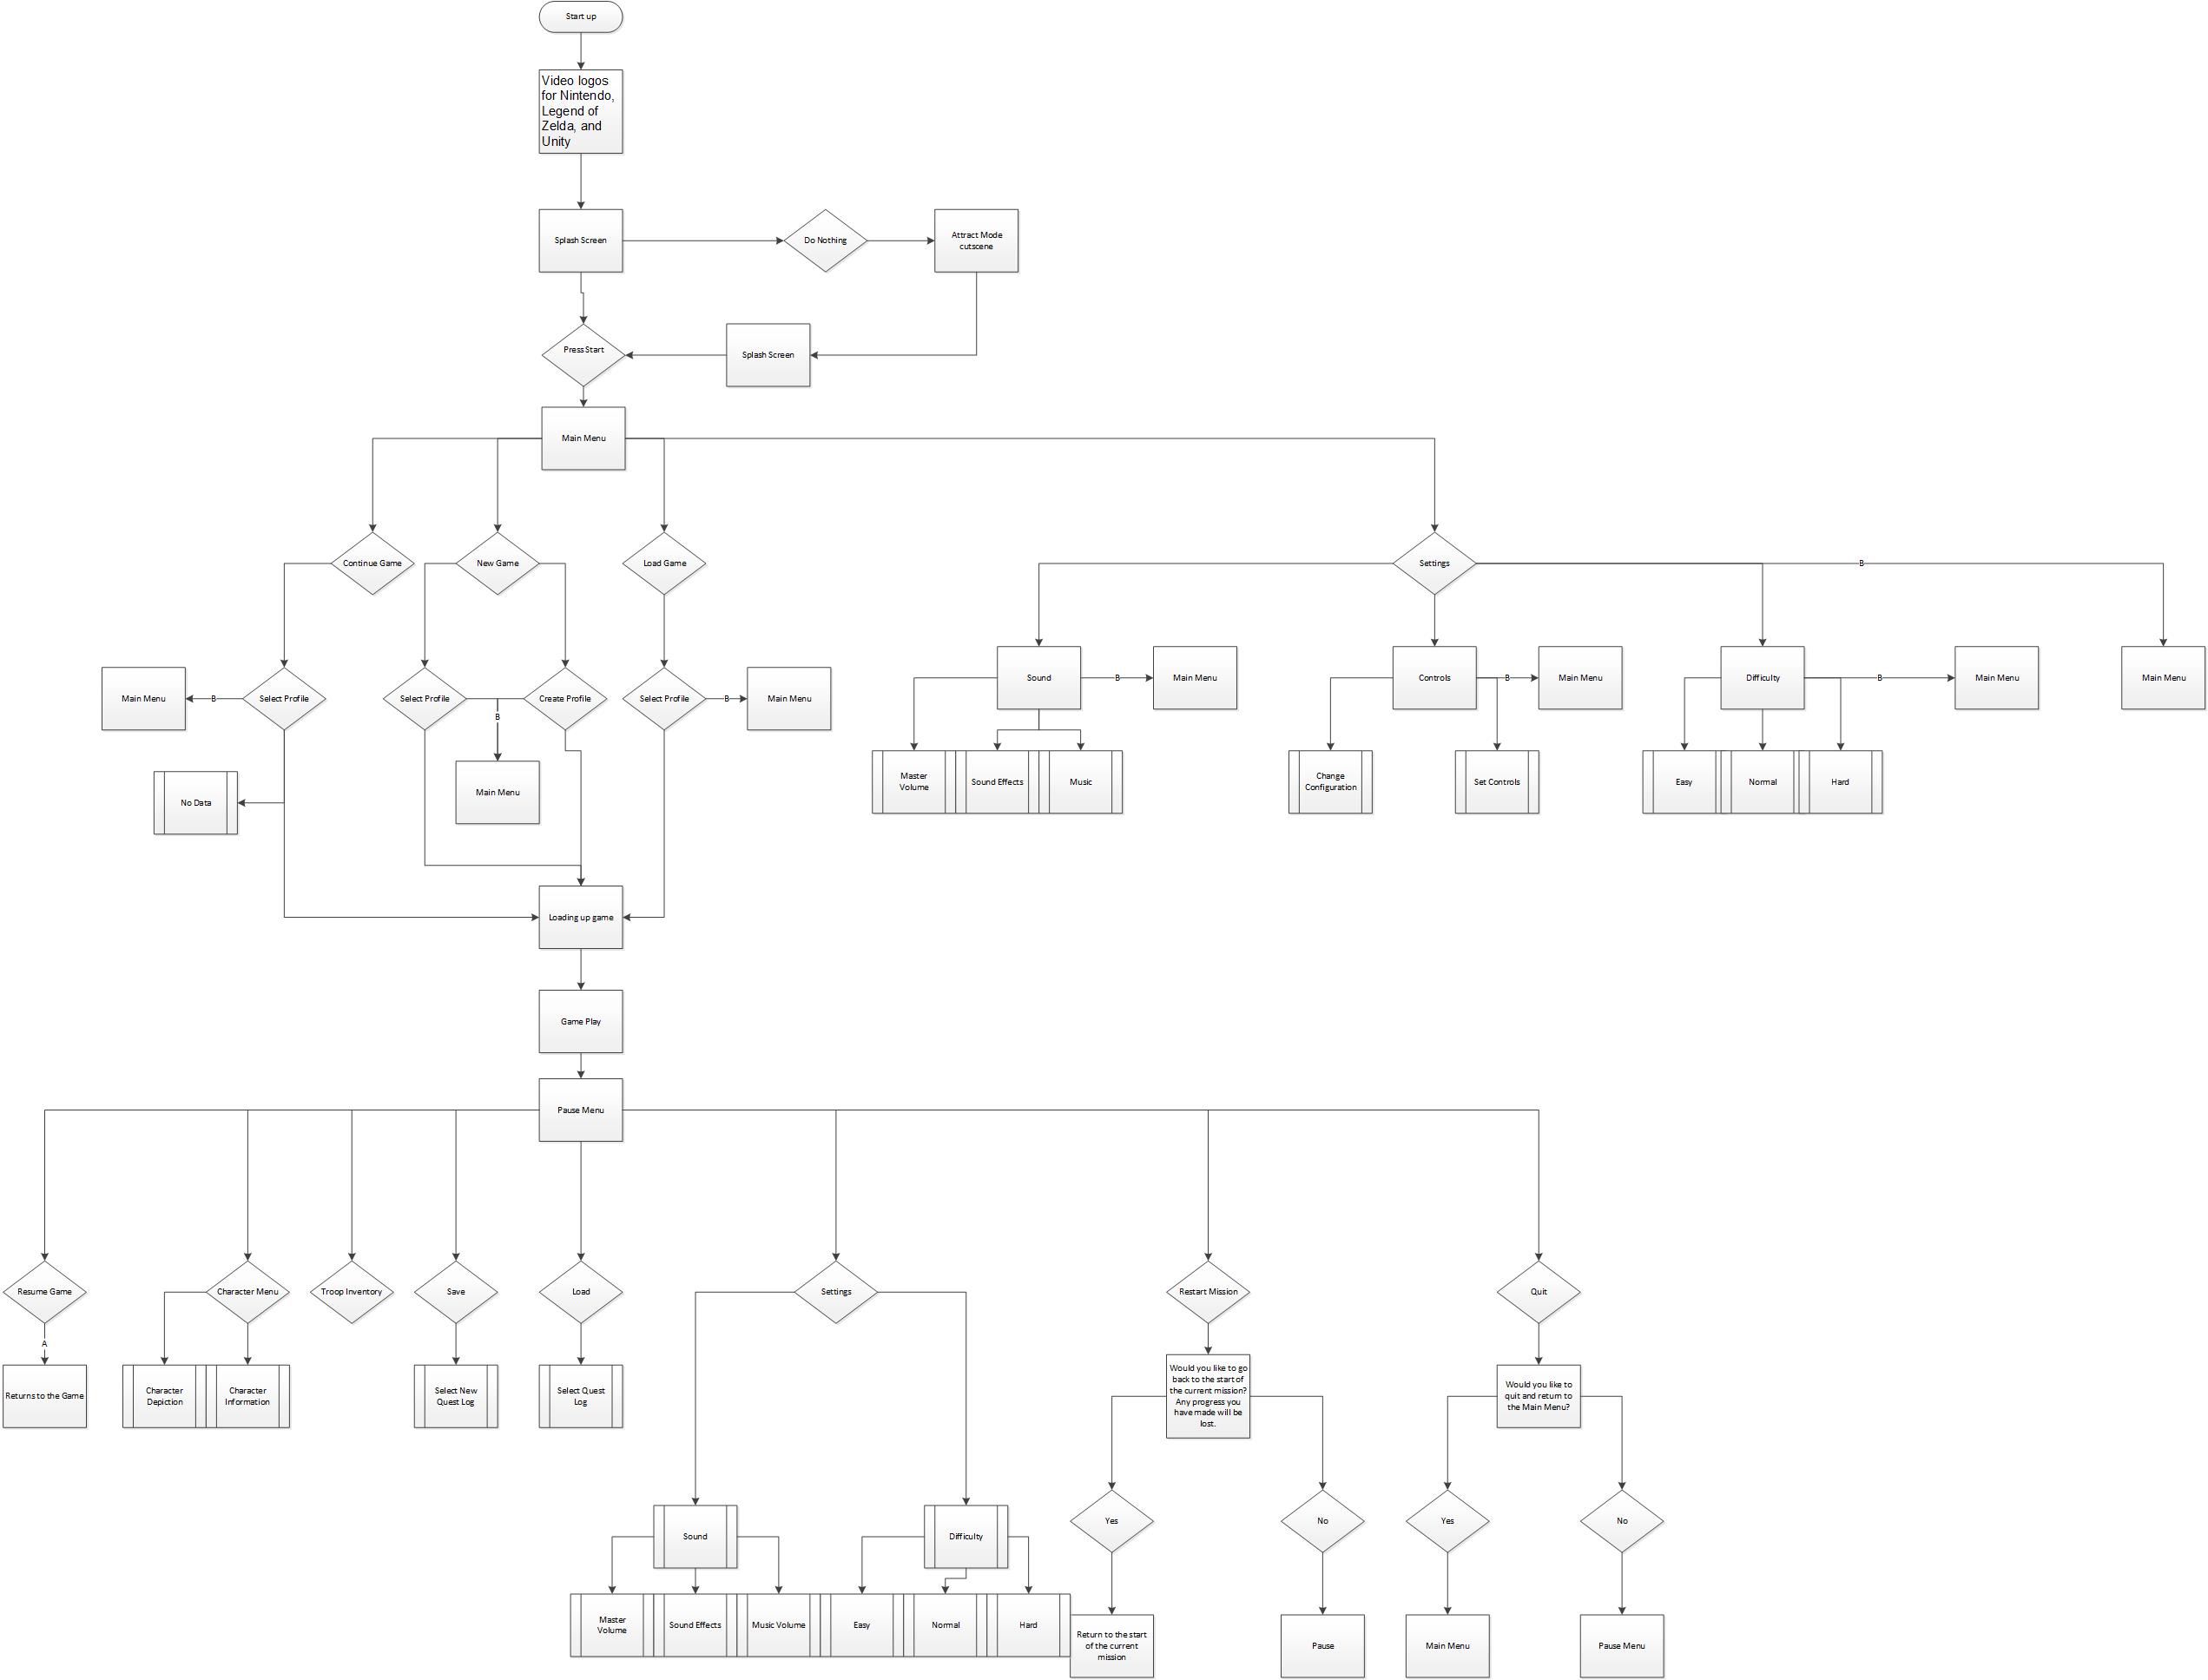 Start up
Video logos
for Nintendo,
Legend of
Zelda, and
Unity
Splash Screen
Do Nothing
Attract Mode
cutscene
Press Start
Splash Screen
Main Menu
Continue Game
New Game
Load Game
Settings
B
Main Menu
B
Select Profile
Select Profile
B
Create Profile
Select Profile
B
Main Menu
Sound
B
Main Menu
Controls
B
Main Menu
Difficulty
B
Main Menu
Main Menu
No Data
Main Menu
Master
Volume
Sound Effects
Music
Change
Configuration
Set Controls
Easy
Normal
Hard
Loading up game
Game Play
Pause Menu
Resume Game
Character Menu
Troop Inventory
Save
Load
Settings
Restart Mission
Quit
A
Returns to the Game
Character
Depiction
Character
Information
Select New
Quest Log
Select Quest
Log
Would you like to go
back to the start of
the current mission?
Any progress you
have made will be
lost.
Would you like to
quit and return to
the Main Menu?
Sound
Difficulty
Yes
No
Yes
No
Master
Volume
Sound Effects
Music Volume
Easy
Normal
Hard
Return to the start
of the current
mission
Pause
Main Menu
Pause Menu